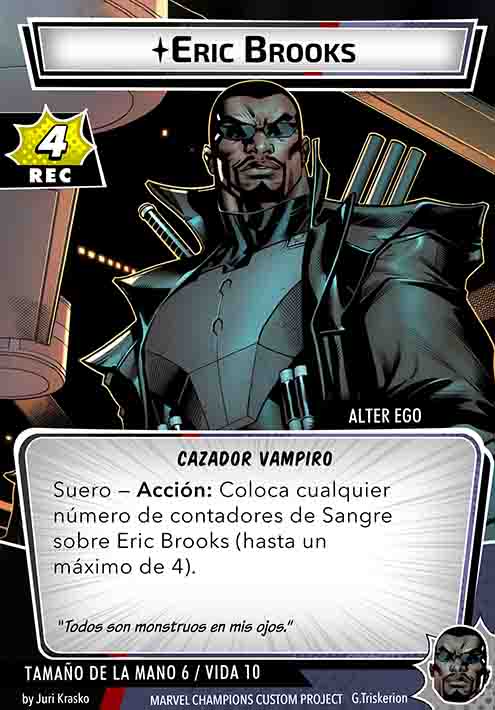 Eric Brooks
4
REC
ALTER EGO
CAZADOR VAMPIRO
Suero – Acción: Coloca cualquier
número de contadores de Sangre
sobre Eric Brooks (hasta un
máximo de 4).
"Todos son monstruos en mis ojos."
TAMAÑO DE LA MANO 6 / VIDA 10
by Juri Krasko
MARVEL CHAMPIONS CUSTOM PROJECT
G.Triskerion